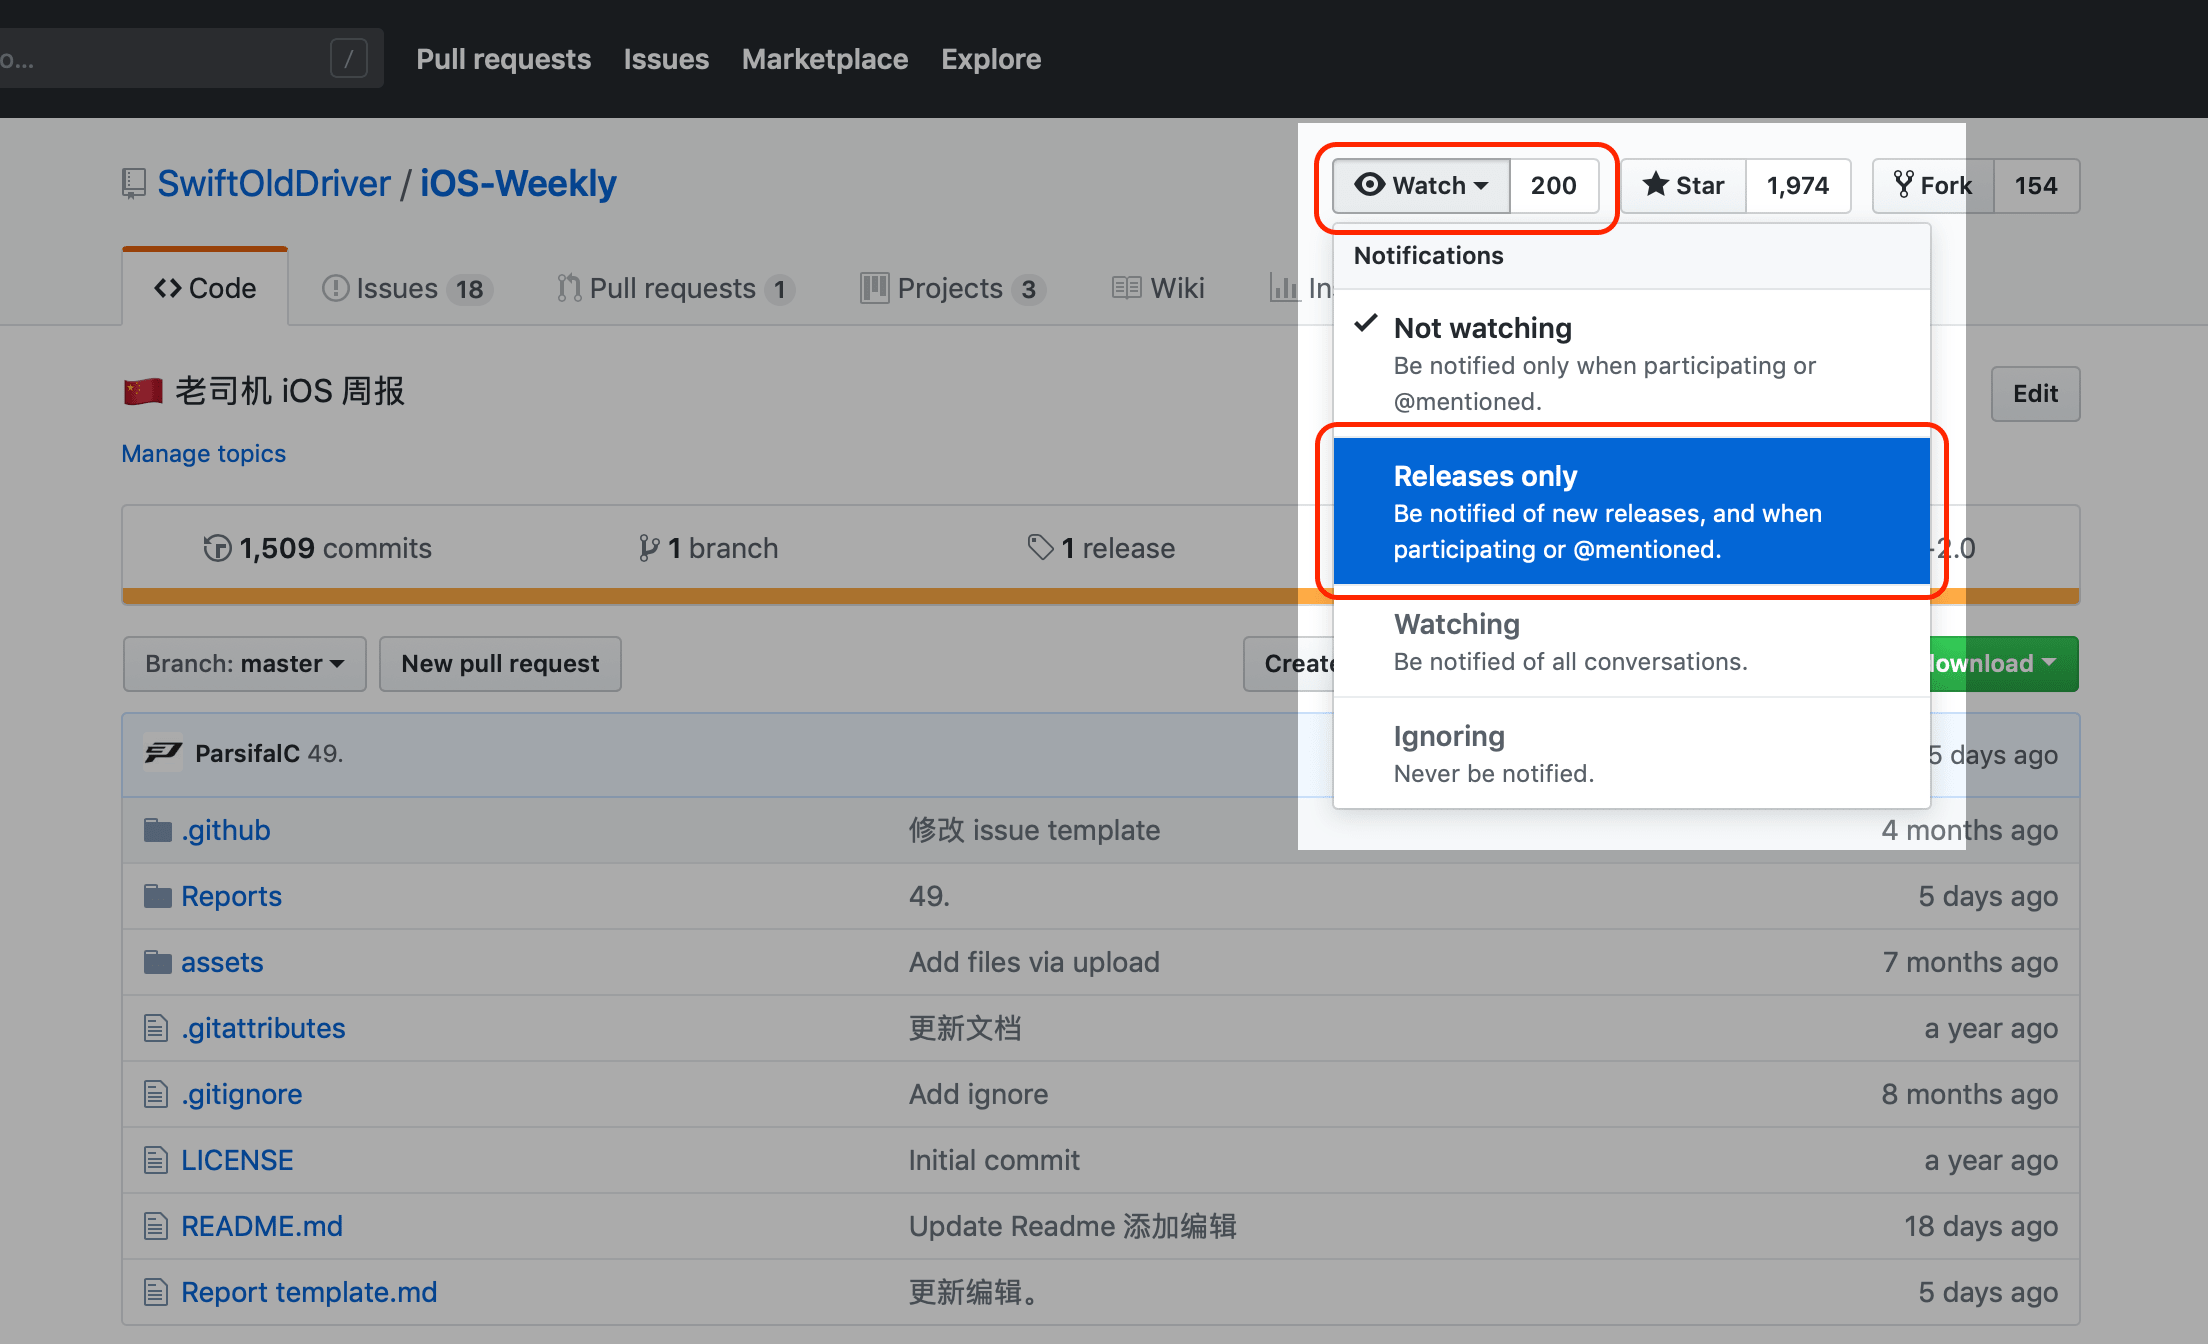 o... /
Pull requests Issues Marketplace Explore
SwiftOldDriver / iOS-Weekly
Watch 200 Star 1,974 Fork 154
Code Issues 18 Pull requests 1 Projects 3 Wiki
Notifications
Not watching
Be notified only when participating or
@mentioned.
Releases only
Be notified of new releases, and when
participating or @mentioned.
Watching
Be notified of all conversations.
Ignoring
Never be notified.
🇨🇳 老司机 iOS 周报
Edit
Manage topics
1,509 commits 1 branch 1 release -2.0
Branch: master New pull request Create ownload
ParsifalC 49. 5 days ago
.github 修改 issue template 4 months ago
Reports 49. 5 days ago
assets Add files via upload 7 months ago
.gitattributes 更新文档 a year ago
.gitignore Add ignore 8 months ago
LICENSE Initial commit a year ago
README.md Update Readme 添加编辑 18 days ago
Report template.md 更新编辑。 5 days ago